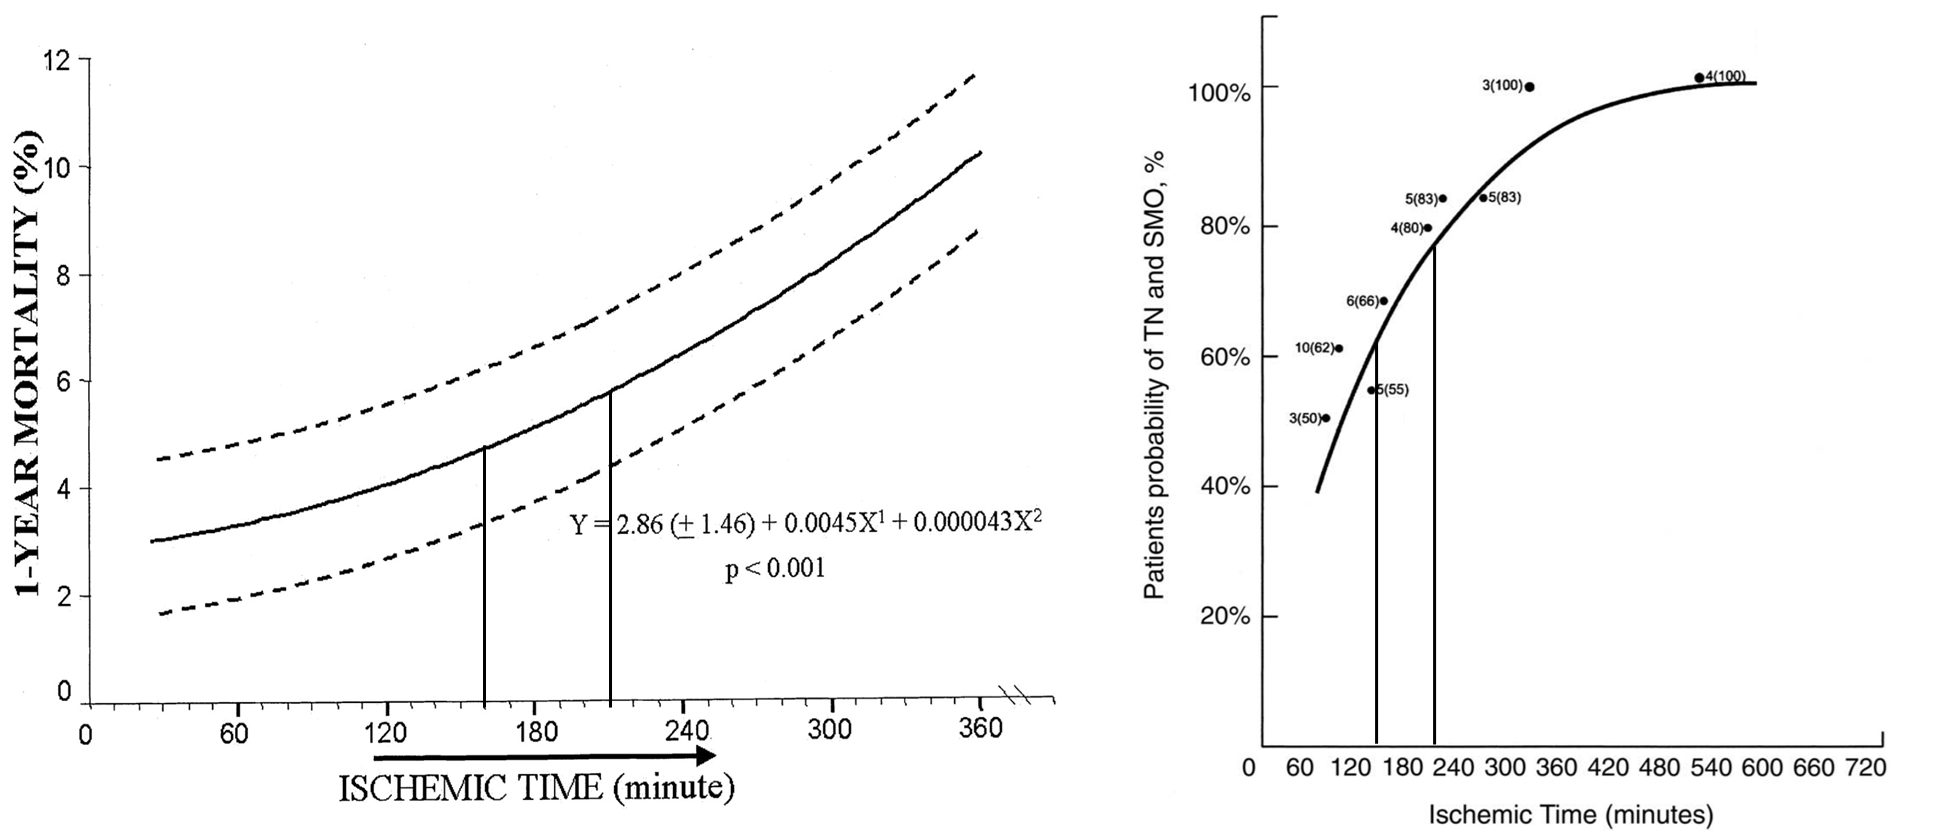 1-YEAR MORTALITY (%)
12
10
8
6
4
2
0
Y = 2.86 (± 1.46) + 0.0045X¹ + 0.000043X²
p < 0.001
0 60 120 180 240 300 360
ISCHEMIC TIME (minute)
Patients probability of TN and SMO, %
100%
80%
60%
40%
20%
3(100)
4(100)
5(83)
5(83)
4(80)
6(66)
10(62)
5(55)
3(50)
0 60 120 180 240 300 360 420 480 540 600 660 720
Ischemic Time (minutes)